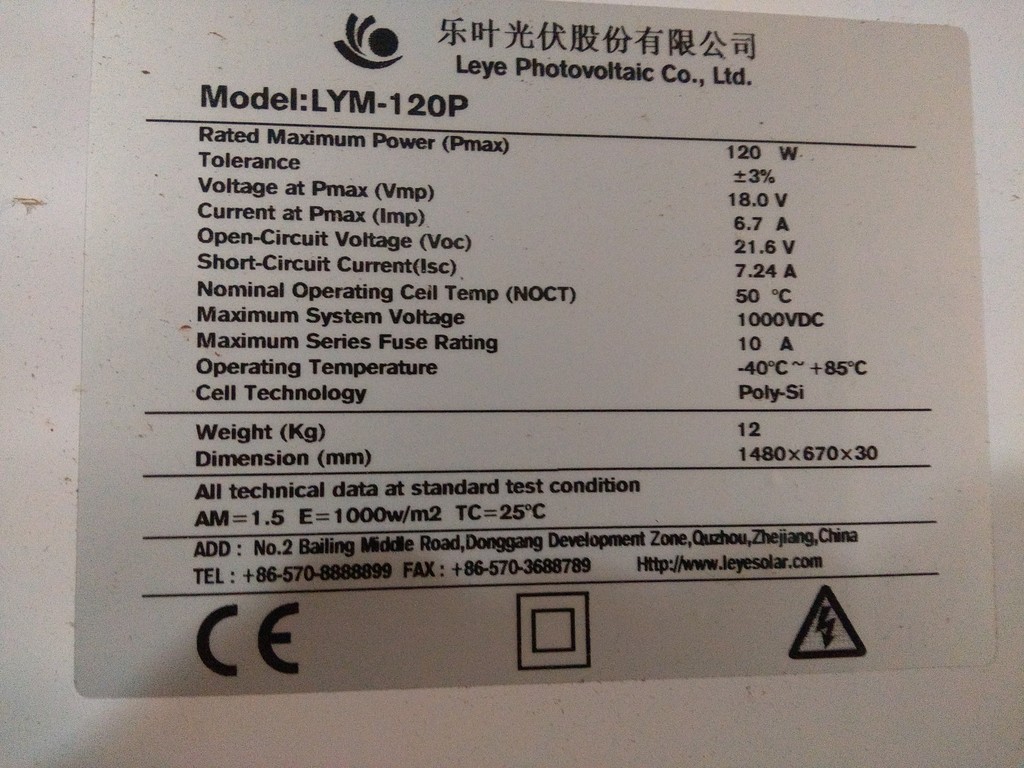 乐叶光伏股份有限公司
Leye Photovoltaic Co., Ltd.
Model:LYM-120P
Rated Maximum Power (Pmax) 120 W
Tolerance ±3%
Voltage at Pmax (Vmp) 18.0 V
Current at Pmax (Imp) 6.7 A
Open-Circuit Voltage (Voc) 21.6 V
Short-Circuit Current(Isc) 7.24 A
Nominal Operating Cell Temp (NOCT) 50 °C
Maximum System Voltage 1000VDC
Maximum Series Fuse Rating 10 A
Operating Temperature -40°C ~ +85°C
Cell Technology Poly-Si
Weight (Kg) 12
Dimension (mm) 1480×670×30
All technical data at standard test condition
AM=1.5 E=1000w/m2 TC=25°C
ADD : No.2 Bailing Middle Road,Donggang Development Zone,Quzhou,Zhejiang,China
TEL : +86-570-8888899 FAX : +86-570-3688789 Http://www.leyesolar.com
CE